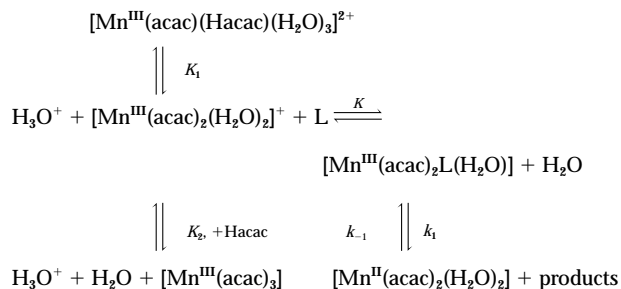 [Mn^III(acac)(Hacac)(H₂O)₃]²⁺
K₁
H₃O⁺ + [Mn^III(acac)₂(H₂O)₂]⁺ + L ⇌ K
[Mn^III(acac)₂L(H₂O)] + H₂O
K₂, +Hacac k₋₁ k₁
H₃O⁺ + H₂O + [Mn^III(acac)₃] [Mn^II(acac)₂(H₂O)₂] + products